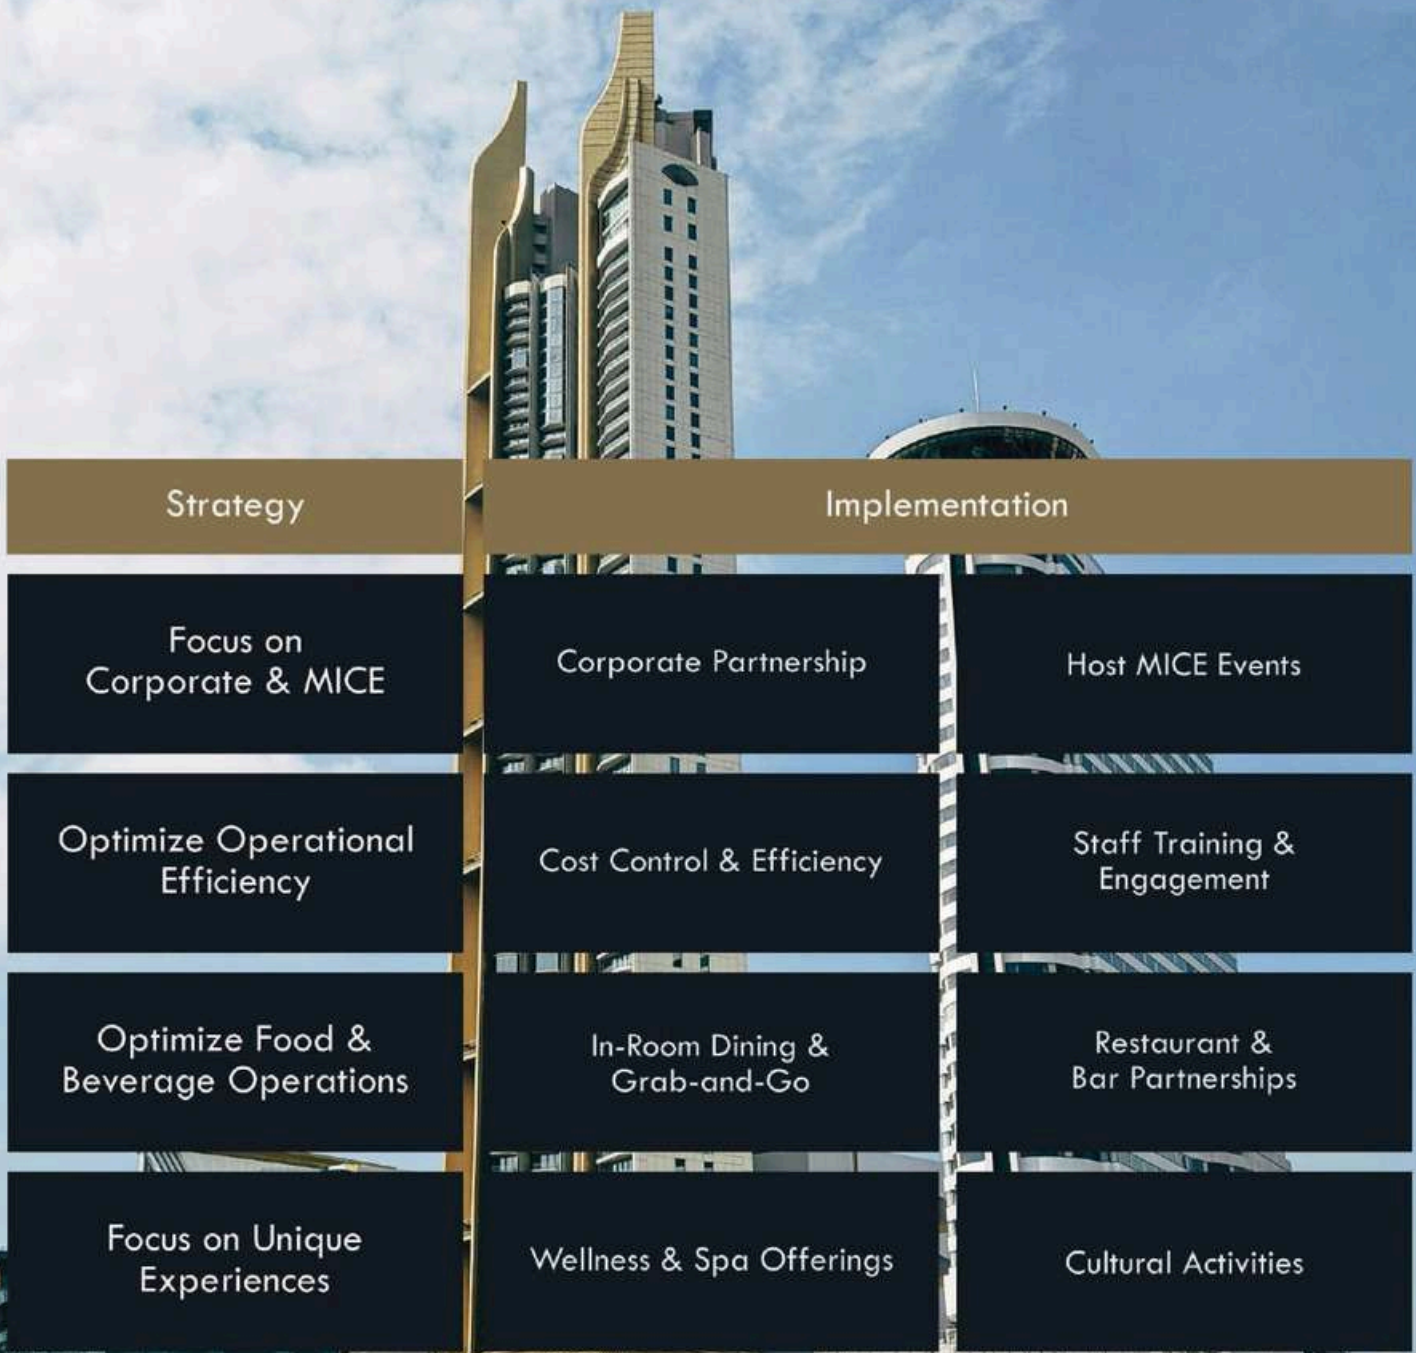 Strategy
Implementation
Focus on
Corporate & MICE
Corporate Partnership
Host MICE Events
Optimize Operational
Efficiency
Cost Control & Efficiency
Staff Training &
Engagement
Optimize Food &
Beverage Operations
In-Room Dining &
Grab-and-Go
Restaurant &
Bar Partnerships
Focus on Unique
Experiences
Wellness & Spa Offerings
Cultural Activities